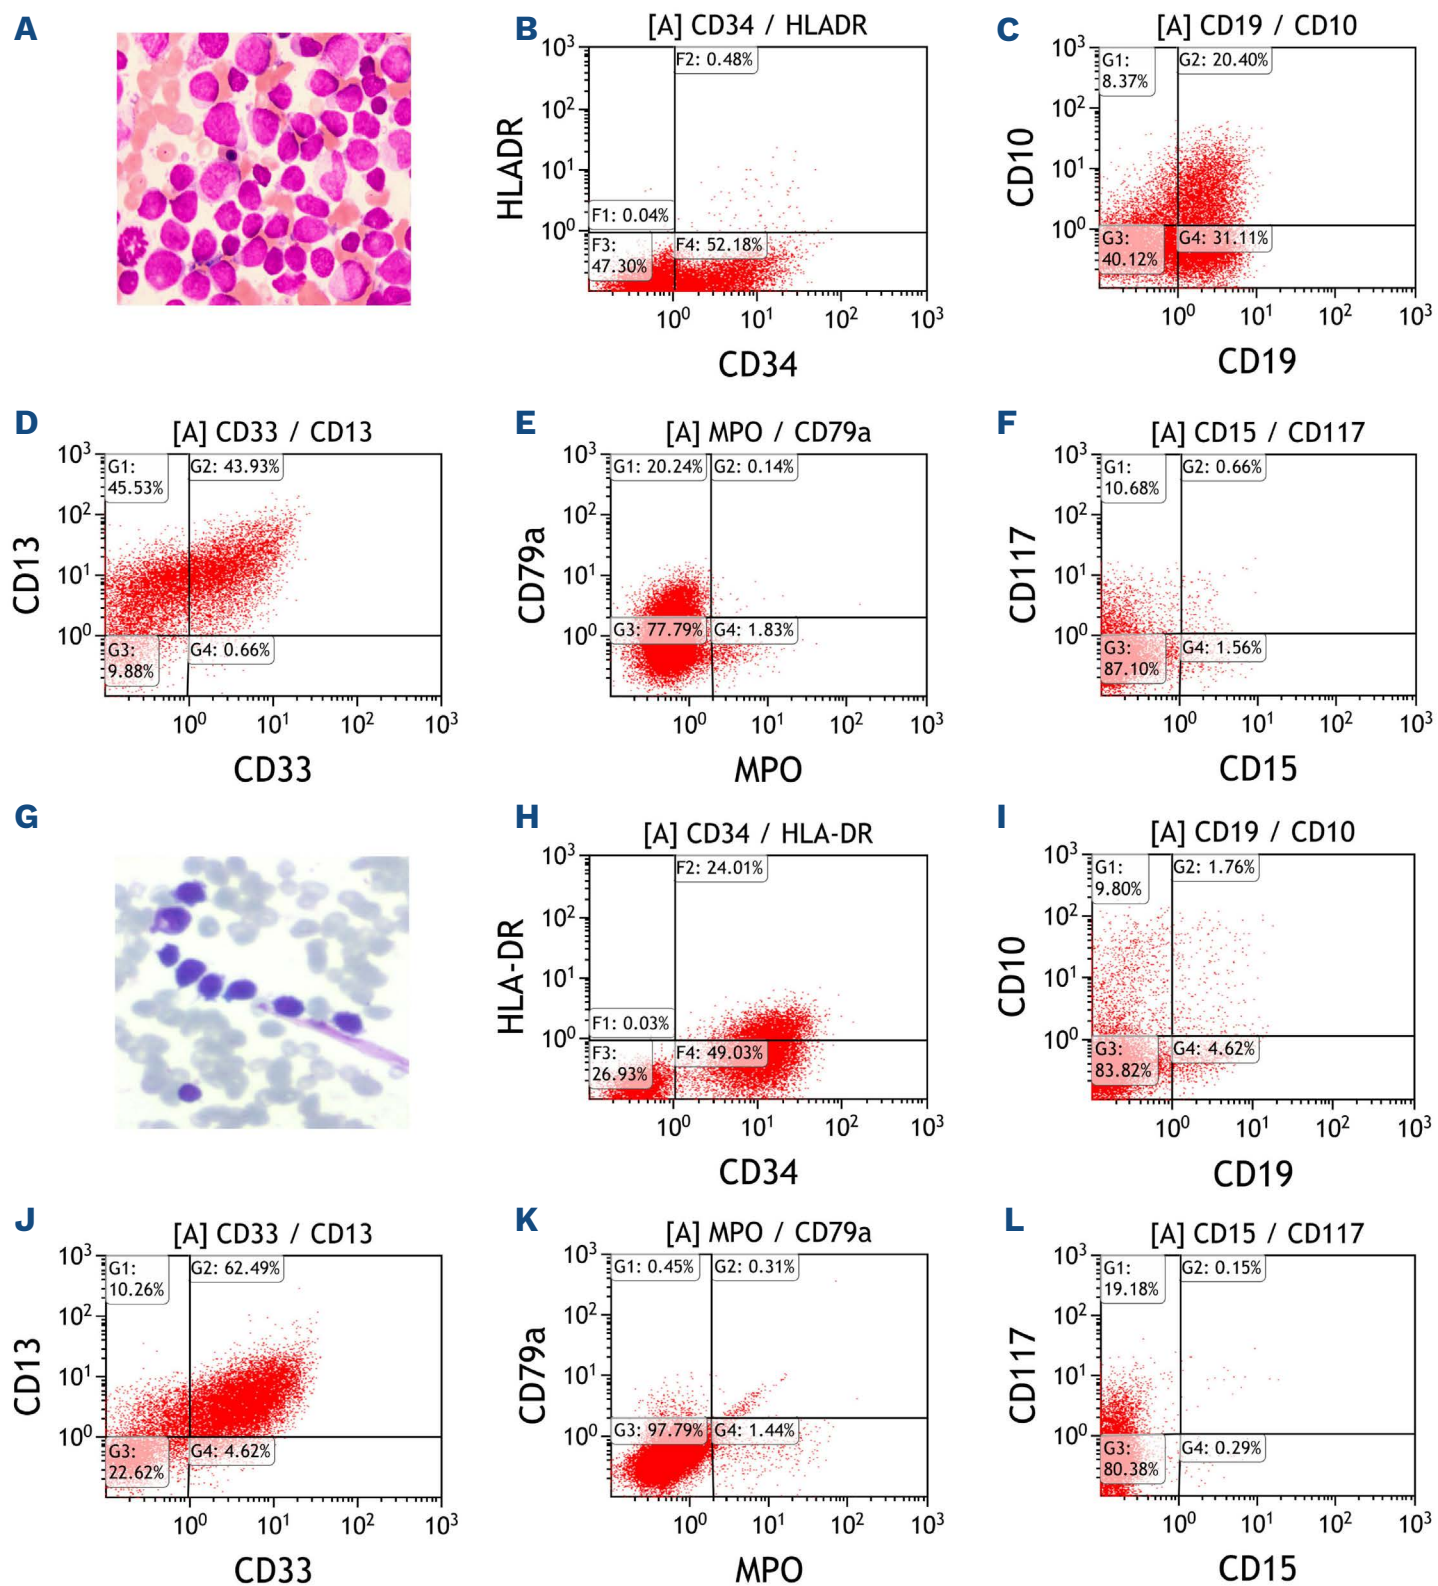 A
B
[A] CD34 / HLADR
HLADR
10³
10²
10¹
10⁰
F2: 0.48%
F1: 0.04%
F3:
47.30%
F4: 52.18%
10⁰ 10¹ 10² 10³
CD34
C
[A] CD19 / CD10
CD10
10³
10²
10¹
10⁰
G1:
8.37%
G2: 20.40%
G3:
40.12%
G4: 31.11%
10⁰ 10¹ 10² 10³
CD19
D
[A] CD33 / CD13
CD13
10³
10²
10¹
10⁰
G1:
45.53%
G2: 43.93%
G3:
9.88%
G4: 0.66%
10⁰ 10¹ 10² 10³
CD33
E
[A] MPO / CD79a
CD79a
10³
10²
10¹
10⁰
G1: 20.24%
G2: 0.14%
G3: 77.79%
G4: 1.83%
10⁰ 10¹ 10² 10³
MPO
F
[A] CD15 / CD117
CD117
10³
10²
10¹
10⁰
G1:
10.68%
G2: 0.66%
G3:
87.10%
G4: 1.56%
10⁰ 10¹ 10² 10³
CD15
G
H
[A] CD34 / HLA-DR
HLA-DR
10³
10²
10¹
10⁰
F2: 24.01%
F1: 0.03%
F3:
26.93%
F4: 49.03%
10⁰ 10¹ 10² 10³
CD34
I
[A] CD19 / CD10
CD10
10³
10²
10¹
10⁰
G1:
9.80%
G2: 1.76%
G3:
83.82%
G4: 4.62%
10⁰ 10¹ 10² 10³
CD19
J
[A] CD33 / CD13
CD13
10³
10²
10¹
10⁰
G1:
10.26%
G2: 62.49%
G3:
22.62%
G4: 4.62%
10⁰ 10¹ 10² 10³
CD33
K
[A] MPO / CD79a
CD79a
10³
10²
10¹
10⁰
G1: 0.45%
G2: 0.31%
G3: 97.79%
G4: 1.44%
10⁰ 10¹ 10² 10³
MPO
L
[A] CD15 / CD117
CD117
10³
10²
10¹
10⁰
G1:
19.18%
G2: 0.15%
G3:
80.38%
G4: 0.29%
10⁰ 10¹ 10² 10³
CD15